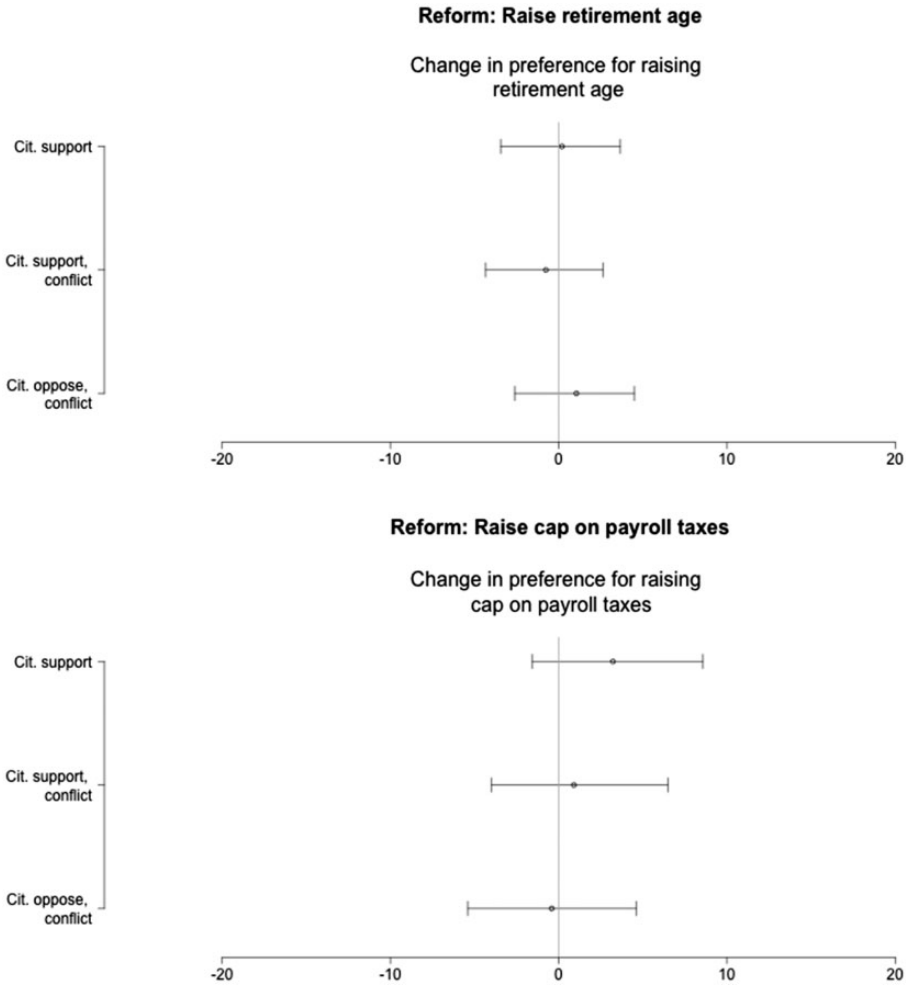 Reform: Raise retirement age
Change in preference for raising
retirement age
Cit. support
Cit. support,
conflict
Cit. oppose,
conflict
-20 -10 0 10 20
Reform: Raise cap on payroll taxes
Change in preference for raising
cap on payroll taxes
Cit. support
Cit. support,
conflict
Cit. oppose,
conflict
-20 -10 0 10 20